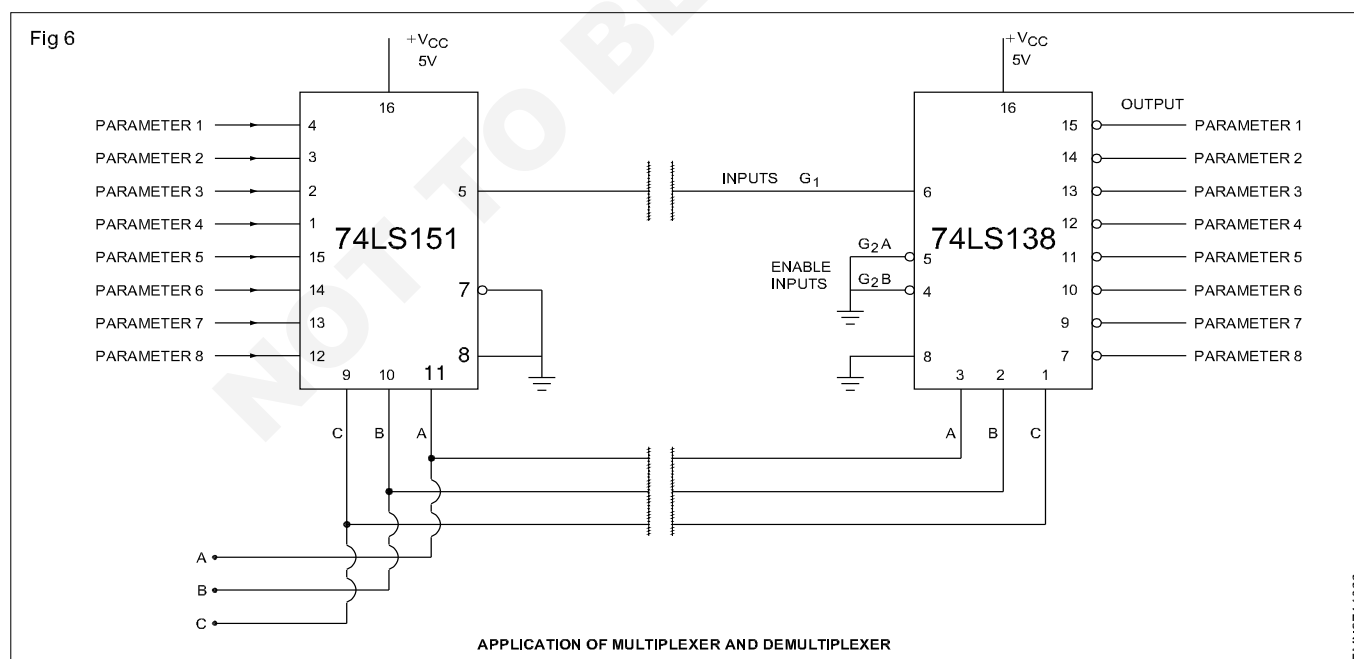 Fig 6
NOT TO BE
+VCC
5V
+VCC
5V
16
16
OUTPUT
PARAMETER 1
4
15
PARAMETER 1
PARAMETER 2
3
14
PARAMETER 2
PARAMETER 3
2
5
INPUTS G1
6
13
PARAMETER 3
PARAMETER 4
1
12
PARAMETER 4
74LS151
74LS138
PARAMETER 5
15
G2A
5
11
PARAMETER 5
ENABLE
INPUTS
PARAMETER 6
14
7
G2B
4
10
PARAMETER 6
PARAMETER 7
13
9
PARAMETER 7
PARAMETER 8
12
8
8
7
PARAMETER 8
9
10
11
3
2
1
C
B
A
A
B
C
A
B
C
APPLICATION OF MULTIPLEXER AND DEMULTIPLEXER